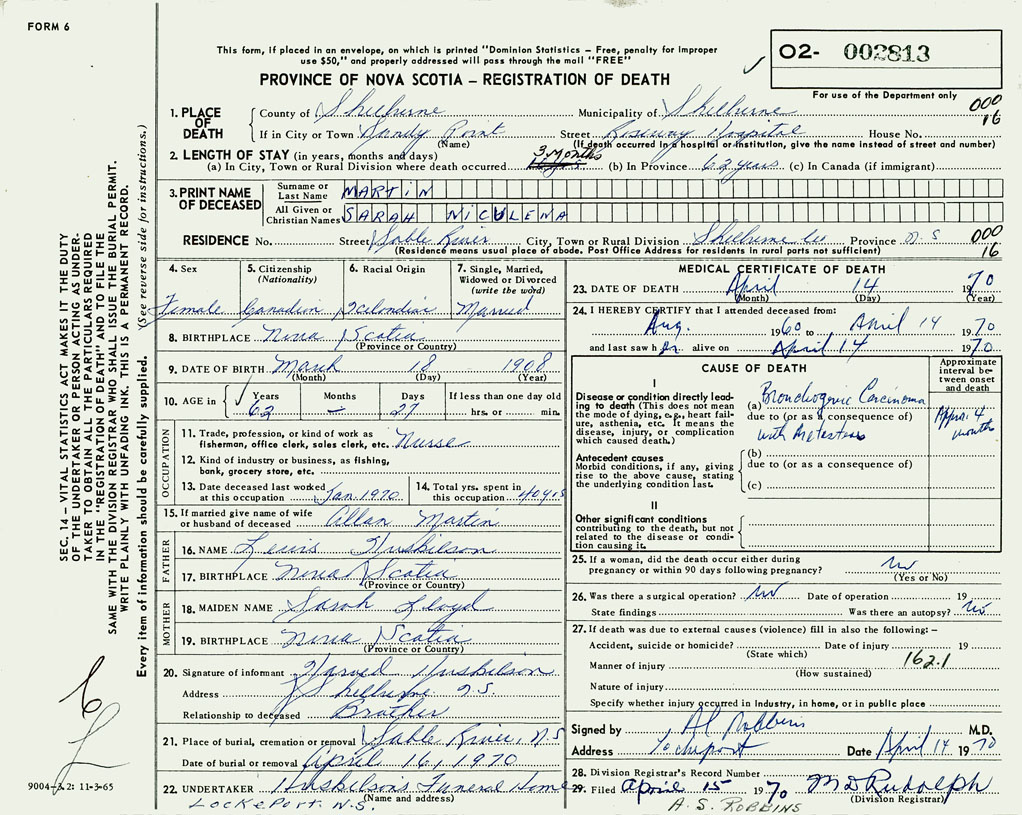 FORM 6
This form, if placed in an envelope, on which is printed "Dominion Statistics – Free, penalty for improper
use $50," and properly addressed will pass through the mail "FREE"
O2- 002813
PROVINCE OF NOVA SCOTIA – REGISTRATION OF DEATH
For use of the Department only
1. PLACE OF DEATH
County of Shelburne Municipality of Shelburne 000 16
If in City or Town Sandy Point Street Roseway Hospital House No.
(Name) (If death occurred in a hospital or institution, give the name instead of street and number)
2. LENGTH OF STAY (in years, months and days)
(a) In City, Town or Rural Division where death occurred 3 months (b) In Province 62 years (c) In Canada (if immigrant)
3. PRINT NAME OF DECEASED
Surname or Last Name MARTIN
All Given or Christian Names SARAH NICULENA
RESIDENCE No. Street Sable River City, Town or Rural Division Shelburne Co Province N.S 000 16
(Residence means usual place of abode. Post Office Address for residents in rural parts not sufficient)
4. Sex 5. Citizenship (Nationality) 6. Racial Origin 7. Single, Married, Widowed or Divorced (write the word)
Female Canadian Icelandic Married
8. BIRTHPLACE Nova Scotia
(Province or Country)
9. DATE OF BIRTH March 18 1908
(Month) (Day) (Year)
10. AGE in Years Months Days If less than one day old
62 – 27 hrs. or min.
OCCUPATION
11. Trade, profession, or kind of work as fisherman, office clerk, sales clerk, etc. Nurse
12. Kind of industry or business, as fishing, bank, grocery store, etc.
13. Date deceased last worked at this occupation Jan. 1970
14. Total yrs. spent in this occupation 40 yrs
15. If married give name of wife or husband of deceased Allan Martin
FATHER
16. NAME Lewis Huskilson
17. BIRTHPLACE Nova Scotia
(Province or Country)
MOTHER
18. MAIDEN NAME Sarah Lloyd
19. BIRTHPLACE Nova Scotia
(Province or Country)
20. Signature of informant Huskilson
Address Shelburne N.S.
Relationship to deceased Brother
21. Place of burial, cremation or removal Sable River, N.S
Date of burial or removal April 16, 1970
22. UNDERTAKER Huskilson's Funeral Home
(Name and address)
LOCKEPORT. N.S.
MEDICAL CERTIFICATE OF DEATH
23. DATE OF DEATH April 14 1970
(Month) (Day) (Year)
24. I HEREBY CERTIFY that I attended deceased from:
Aug. 1960 to April 14 1970
and last saw her alive on April 14 1970
CAUSE OF DEATH
Approximate interval between onset and death
I
Disease or condition directly leading to death (This does not mean the mode of dying, e.g., heart failure, asthenia, etc. It means the disease, injury, or complication which caused death.)
(a) Bronchogenic Carcinoma
due to (or as a consequence of)
with Metastases
Approx. 4 months
Antecedent causes
Morbid conditions, if any, giving rise to the above cause, stating the underlying condition last.
(b)
due to (or as a consequence of)
(c)
II
Other significant conditions
contributing to the death, but not related to the disease or condition causing it.
25. If a woman, did the death occur either during pregnancy or within 90 days following pregnancy? No
(Yes or No)
26. Was there a surgical operation? No Date of operation 19
State findings Was there an autopsy? No
27. If death was due to external causes (violence) fill in also the following: –
Accident, suicide or homicide? Date of injury 19
(State which)
162.1
Manner of injury
(How sustained)
Nature of injury
Specify whether injury occurred in industry, in home, or in public place
Signed by A S Robbins M.D.
Address Lockeport Date April 14 1970
28. Division Registrar's Record Number
29. Filed April 15 1970 M D Rudolph
(Division Registrar)
A. S. ROBBINS
SEC. 14 – VITAL STATISTICS ACT MAKES IT THE DUTY
OF THE UNDERTAKER OR PERSON ACTING AS UNDER-
TAKER TO OBTAIN ALL THE PARTICULARS REQUIRED
IN THE "REGISTRATION OF DEATH" AND TO FILE THE
SAME WITH THE DIVISION REGISTRAR WHO SHALL ISSUE THE BURIAL PERMIT.
WRITE PLAINLY WITH UNFADING INK. THIS IS A PERMANENT RECORD.
Every item of information should be carefully supplied. (See reverse side for instructions.)
9004-3.2: 11-3-65